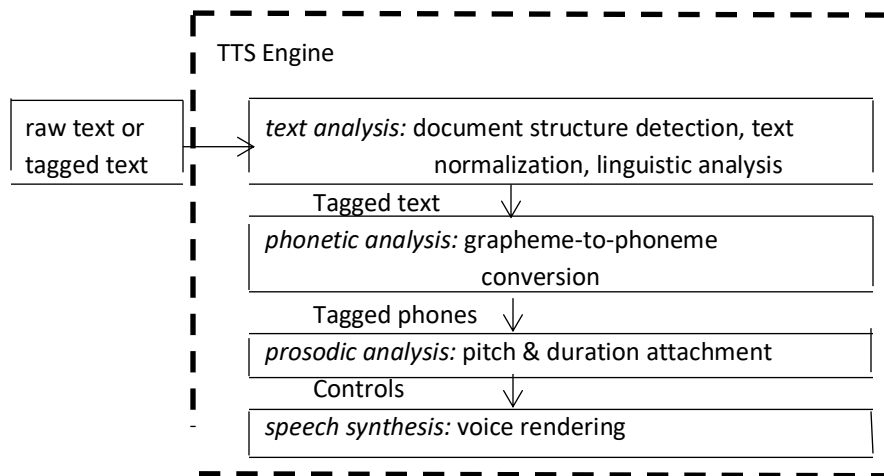 TTS Engine
raw text or
tagged text
text analysis: document structure detection, text
normalization, linguistic analysis
Tagged text
phonetic analysis: grapheme-to-phoneme
conversion
Tagged phones
prosodic analysis: pitch & duration attachment
Controls
speech synthesis: voice rendering